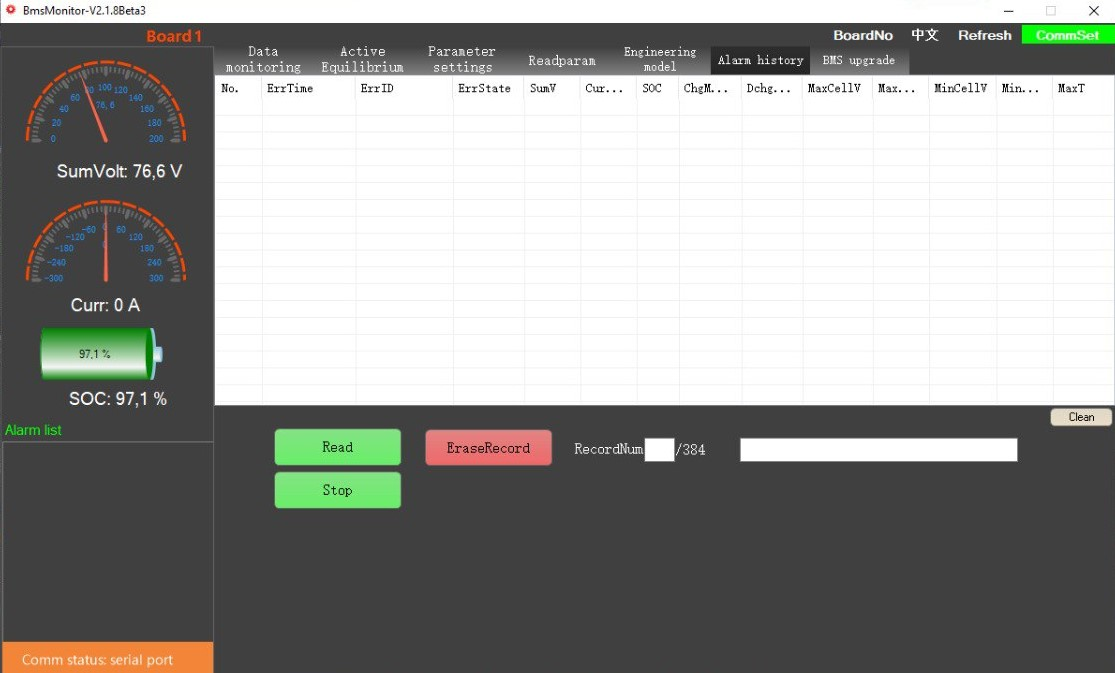 BmsMonitor-V2.1.8Beta3
Board 1
BoardNo 中文 Refresh CommSet
Data monitoring
Active Equilibrium
Parameter settings
Readparam
Engineering model
Alarm history
BMS upgrade
No. ErrTime ErrID ErrState SumV Cur... SOC ChgM... Dchg... MaxCellV Max... MinCellV Min... MaxT
0 20 40 60 80 100 120 140 160 180 200
76,6
SumVolt: 76,6 V
-300 -240 -180 -120 -60 0 60 120 180 240 300
0
Curr: 0 A
97,1 %
SOC: 97,1 %
Alarm list
Clean
Read
EraseRecord
RecordNum /384
Stop
Comm status: serial port